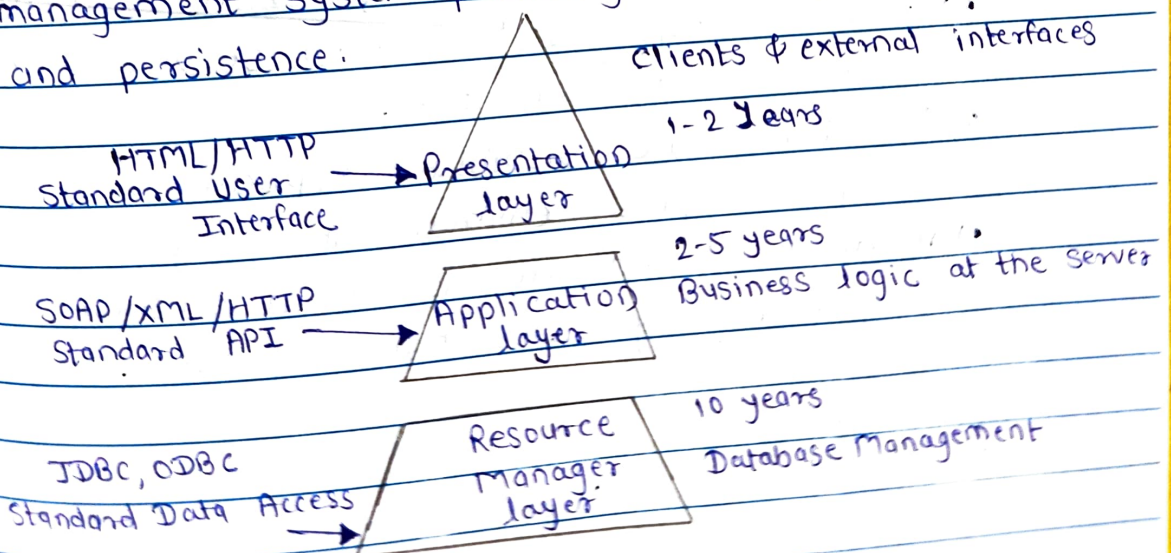 management
and persistence.
Clients & external interfaces
1-2 Years
HTML/HTTP
Standard User
Interface
Presentation
layer
2-5 years
Business logic at the server
SOAP/XML/HTTP
Standard API
Application
layer
10 years
Database Management
JDBC, ODBC
Standard Data Access
Resource
Manager
layer